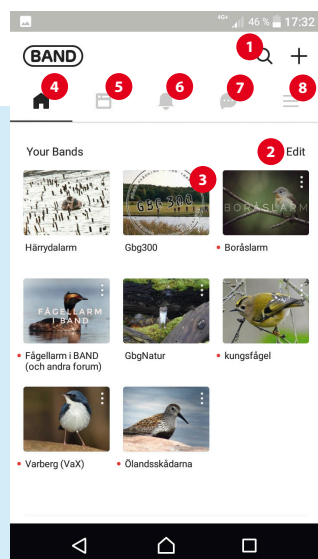 4G+ 46 % 17:32
BAND
1
4 5 6 7 8
Your Bands 2 Edit
3
GBG 300
BORÅSLARM
Härrydalarm Gbg300 Boråslarm
FÅGELLARM
I BAND
Fågellarm i BAND GbgNatur kungsfågel
(och andra forum)
Varberg (VaX) Ölandsskådarna